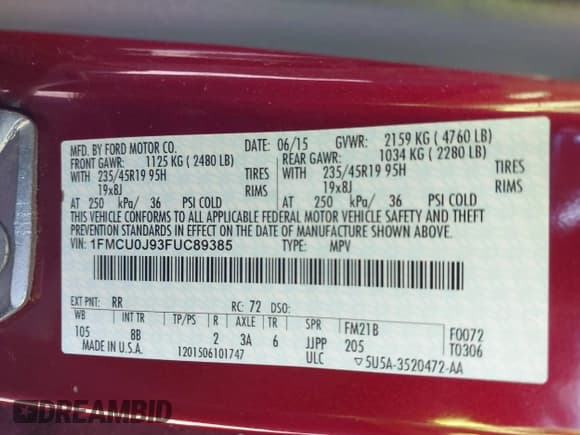 MFD. BY FORD MOTOR CO.
DATE: 06/15 GVWR: 2159 KG ( 4760 LB)
FRONT GAWR: 1125 KG ( 2480 LB) REAR GAWR: 1034 KG ( 2280 LB)
WITH 235/45R19 95H TIRES WITH 235/45R19 95H TIRES
19x8J RIMS 19x8J RIMS
AT 250 kPa/ 36 PSI COLD AT 250 kPa/ 36 PSI COLD
THIS VEHICLE CONFORMS TO ALL APPLICABLE FEDERAL MOTOR VEHICLE SAFETY AND THEFT
PREVENTION STANDARDS IN EFFECT ON THE DATE OF MANUFACTURE SHOWN ABOVE.
VIN: 1FMCU0J93FUC89385 TYPE: MPV
EXT PNT: RR RC: 72 DSO:
WB INT TR TP/PS R AXLE TR SPR FM21B F0072
105 8B 2 3A 6 JJPP 205 T0306
MADE IN U.S.A. 1201506101747 ULC ▽5U5A-3520472-AA
DREAMBID